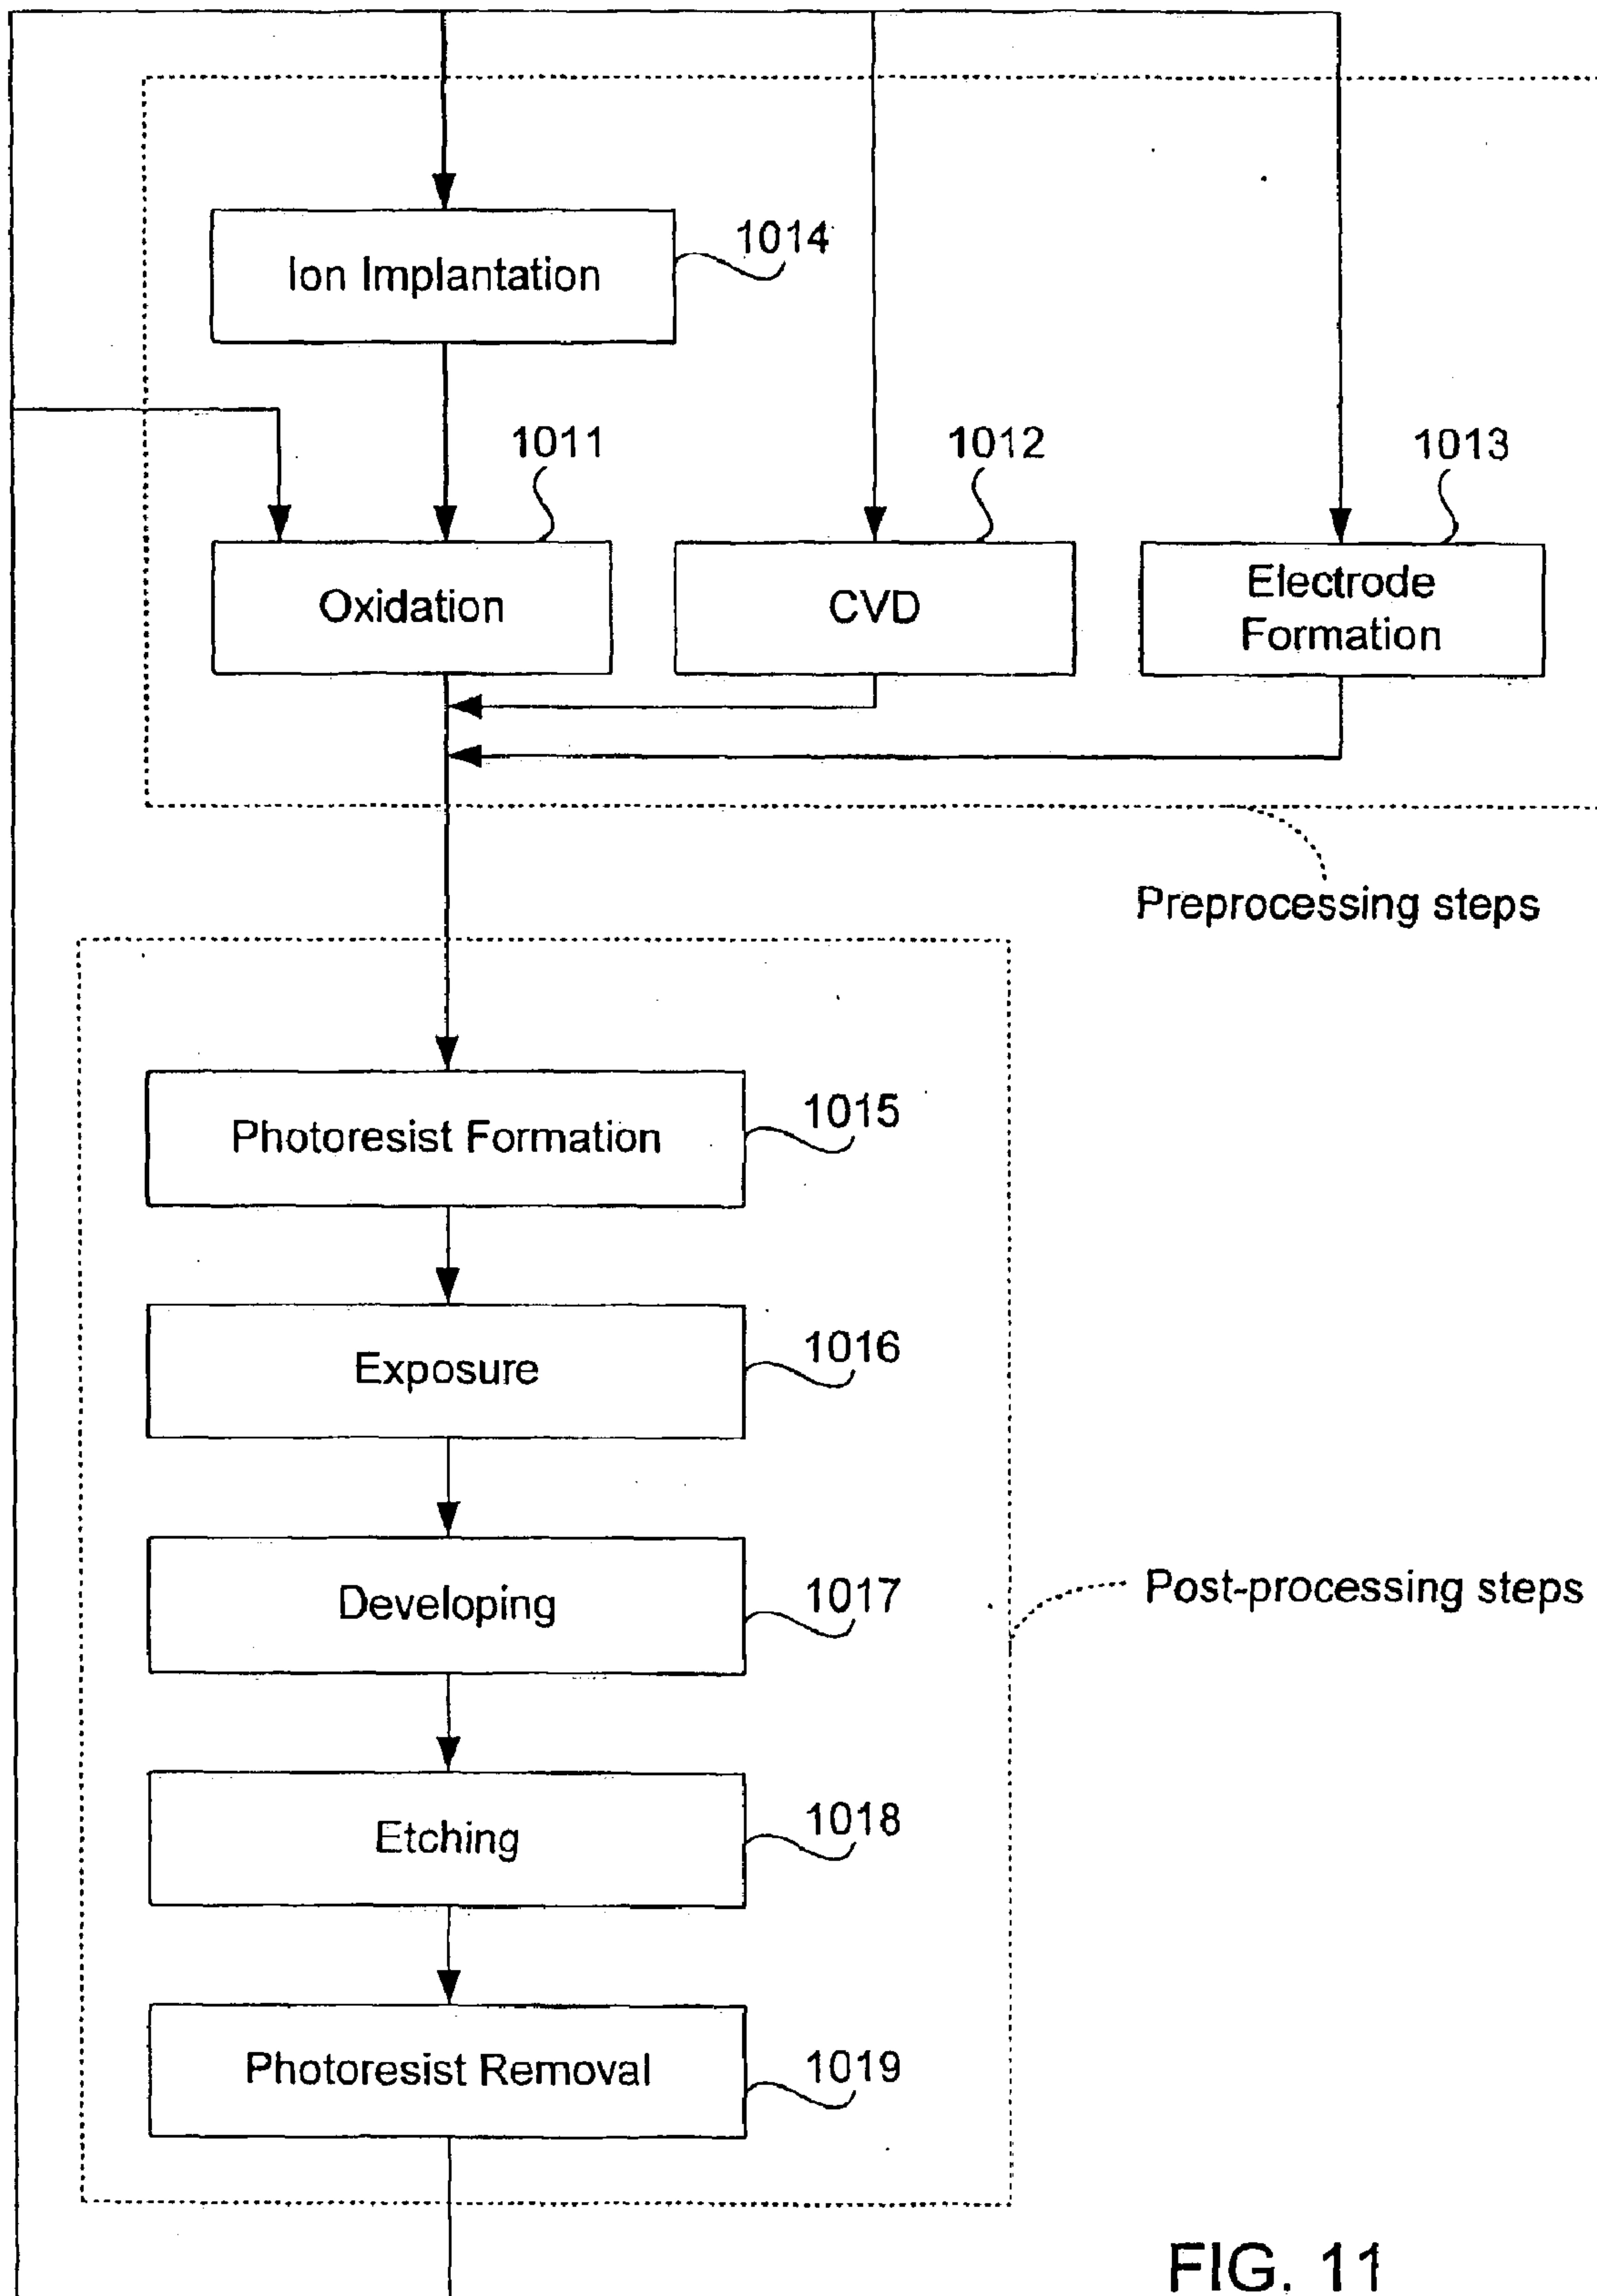 1014
Ion Implantation
1011
1012
1013
Oxidation
CVD
Electrode
Formation
Preprocessing steps
1015
Photoresist Formation
1016
Exposure
1017
Developing
Post-processing steps
1018
Etching
1019
Photoresist Removal
FIG. 11